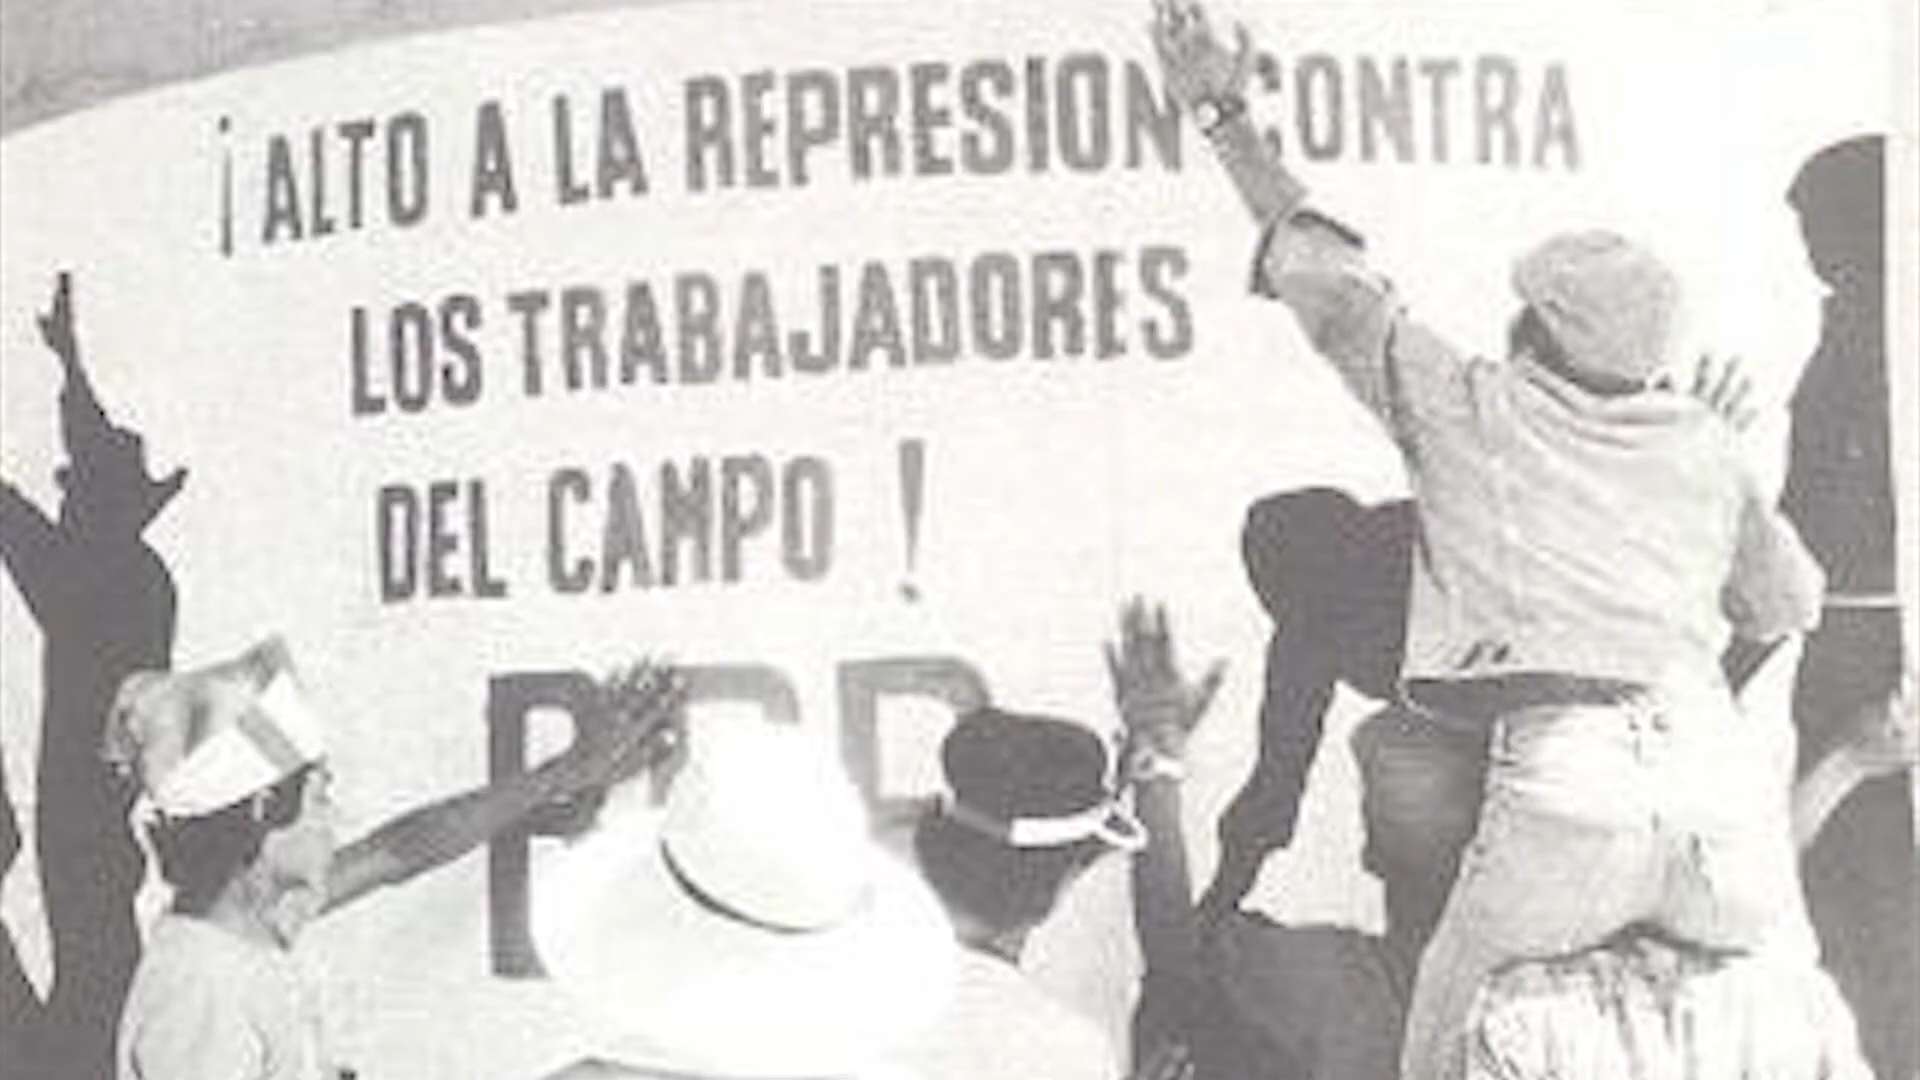 ¡ALTO A LA REPRESION CONTRA
LOS TRABAJADORES
DEL CAMPO!